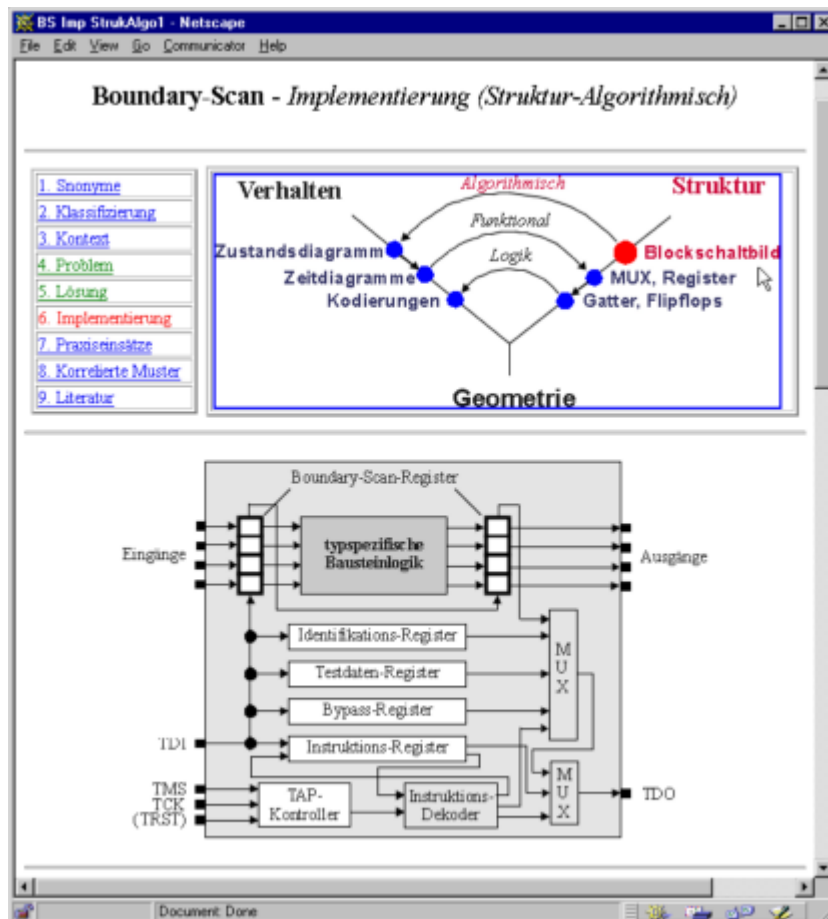 BS Imp StrukAlgo1 - Netscape
File Edit View Go Communicator Help
Boundary-Scan - Implementierung (Struktur-Algorithmisch)
1. Snonyme
2. Klassifizierung
3. Kontext
4. Problem
5. Lösung
6. Implementierung
7. Praxiseinsätze
8. Korrelierte Muster
9. Literatur
Verhalten
Algorithmisch
Struktur
Funktional
Zustandsdiagramm
Logik
Blockschaltbild
Zeitdiagramme
MUX, Register
Kodierungen
Gatter, Flipflops
Geometrie
Boundary-Scan-Register
Eingänge
typspezifische
Bausteinlogik
Ausgänge
Identifikations-Register
Testdaten-Register
Bypass-Register
MUX
TDI
Instruktions-Register
TMS
TCK
(TRST)
TAP-
Kontroller
Instruktions-
Dekoder
MUX
TDO
Document: Done